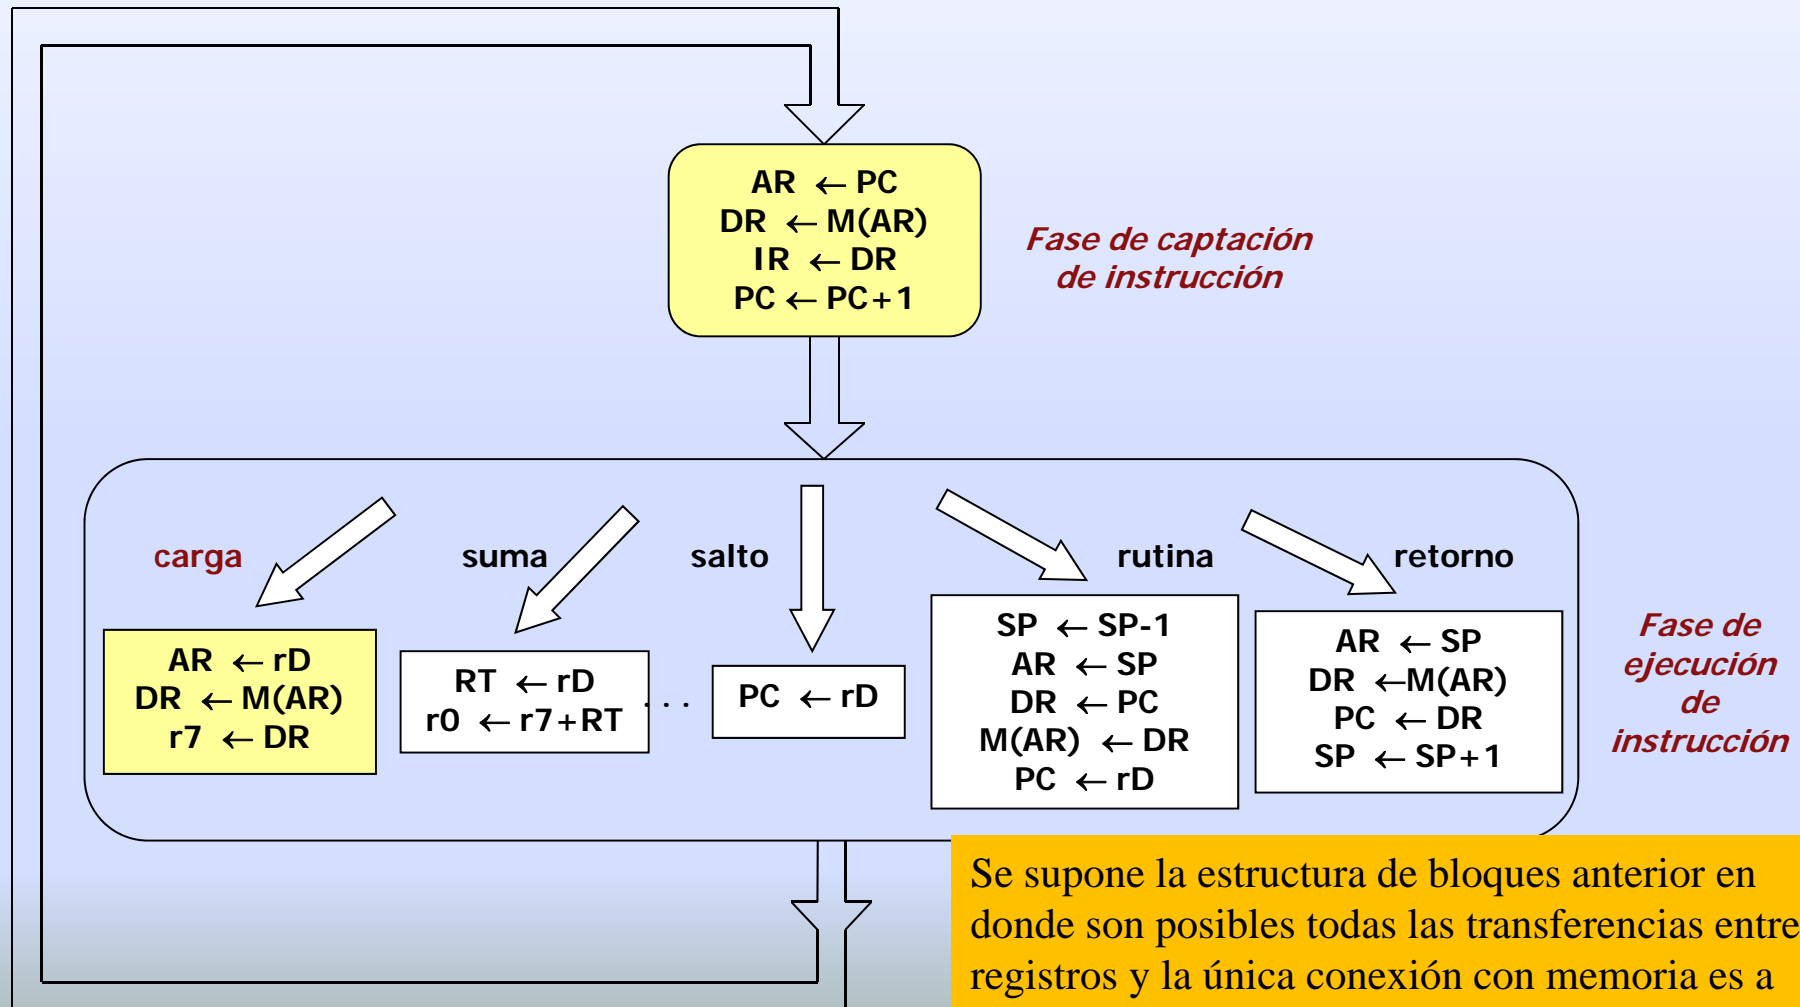 AR ← PC
DR ← M(AR)
IR ← DR
PC ← PC+1
Fase de captación
de instrucción
carga
suma
salto
rutina
retorno
AR ← rD
DR ← M(AR)
r7 ← DR
RT ← rD
r0 ← r7+RT
...
PC ← rD
SP ← SP-1
AR ← SP
DR ← PC
M(AR) ← DR
PC ← rD
AR ← SP
DR ←M(AR)
PC ← DR
SP ← SP+1
Fase de
ejecución
de
instrucción
Se supone la estructura de bloques anterior en
donde son posibles todas las transferencias entre
registros y la única conexión con memoria es a